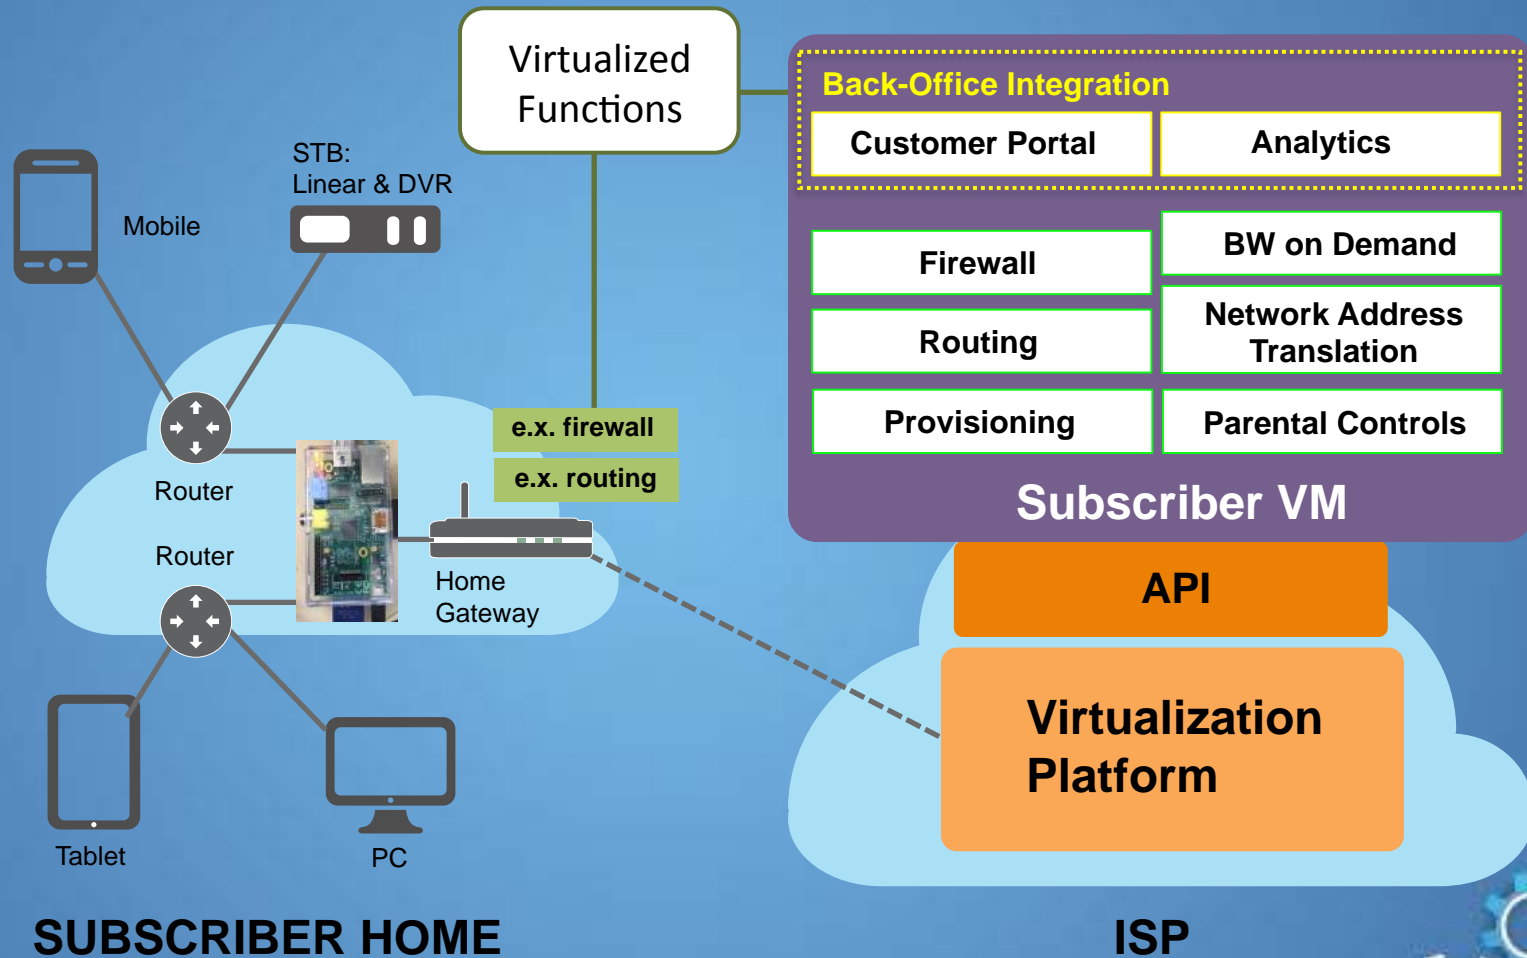 Virtualized
Functions
Back-Office Integration
Customer Portal
Analytics
STB:
Linear & DVR
Mobile
Firewall
BW on Demand
Routing
Network Address
Translation
Provisioning
Parental Controls
e.x. firewall
e.x. routing
Router
Subscriber VM
Router
Home
Gateway
API
Virtualization
Platform
Tablet
PC
SUBSCRIBER HOME
ISP